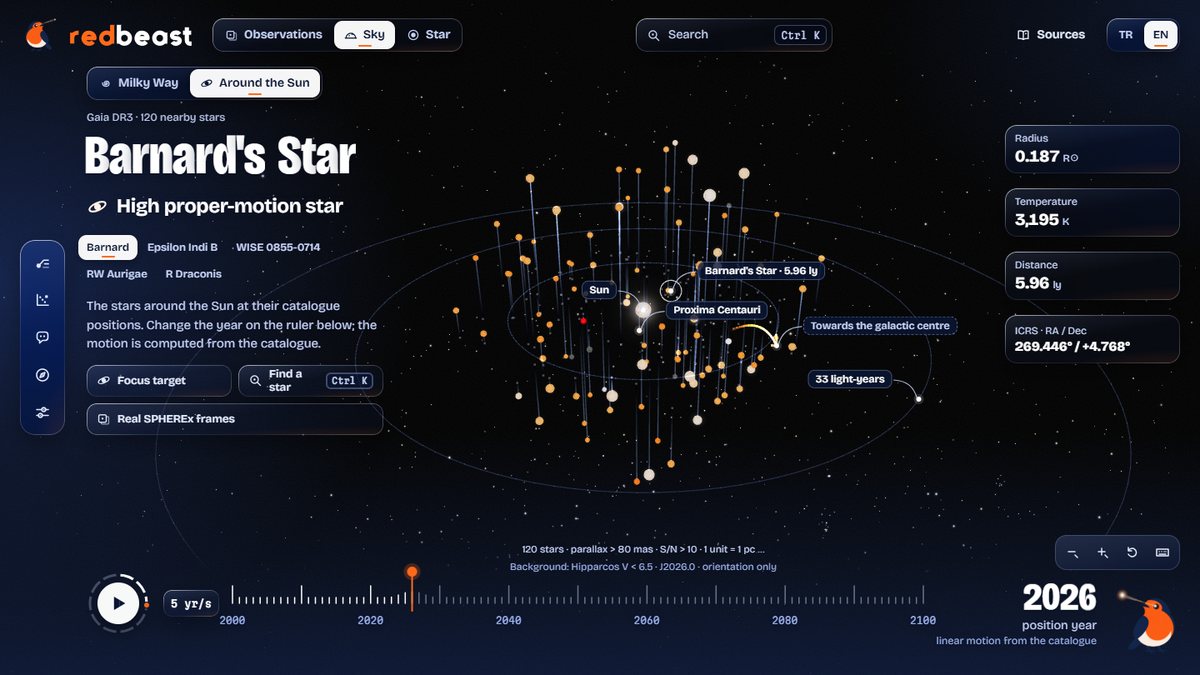 redbeast
Observations
Sky
Star
Search
Ctrl K
Sources
TR
EN
Milky Way
Around the Sun
Gaia DR3 · 120 nearby stars
Barnard's Star
High proper-motion star
Barnard
Epsilon Indi B
WISE 0855-0714
RW Aurigae
R Draconis
The stars around the Sun at their catalogue
positions. Change the year on the ruler below; the
motion is computed from the catalogue.
Focus target
Find a
star
Ctrl K
Real SPHEREx frames
Sun
Barnard's Star · 5.96 ly
Proxima Centauri
Towards the galactic centre
33 light-years
Radius
0.187 R⊙
Temperature
3,195 K
Distance
5.96 ly
ICRS · RA / Dec
269.446° / +4.768°
120 stars · parallax > 80 mas · S/N > 10 · 1 unit = 1 pc ...
Background: Hipparcos V < 6.5 · J2026.0 · orientation only
5 yr/s
2000
2020
2040
2060
2080
2100
2026
position year
linear motion from the catalogue